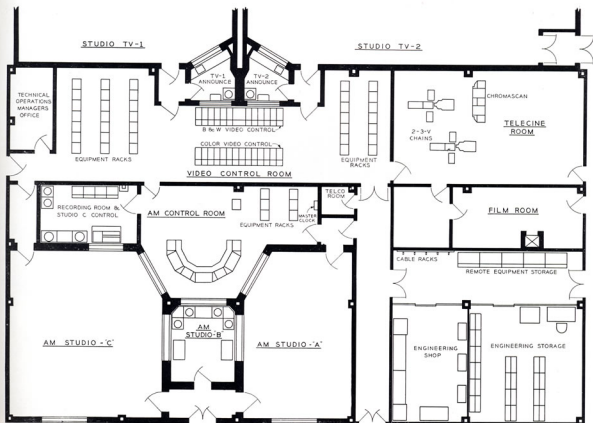 STUDIO TV-1
STUDIO TV-2
TV-1
ANNOUNCE
TV-2
ANNOUNCE
TECHNICAL
OPERATIONS
MANAGERS
OFFICE
CHROMASCAN
TELECINE
ROOM
2-3-V
CHAINS
B & W VIDEO CONTROL
COLOR VIDEO CONTROL
EQUIPMENT RACKS
EQUIPMENT
RACKS
VIDEO CONTROL ROOM
RECORDING ROOM &
STUDIO C CONTROL
AM CONTROL ROOM
EQUIPMENT RACKS
TELCO
ROOM
MASTER
CLOCK
FILM ROOM
CABLE RACKS
REMOTE EQUIPMENT STORAGE
AM STUDIO-"C"
AM
STUDIO-"B"
AM STUDIO-"A"
ENGINEERING
SHOP
ENGINEERING STORAGE